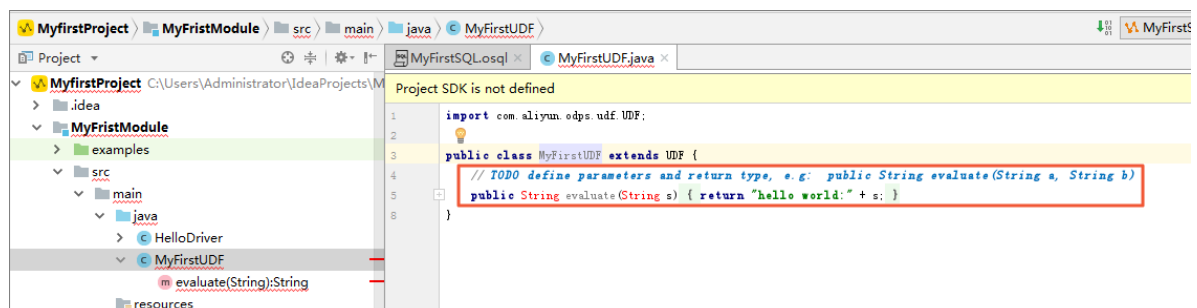 MyfirstProject MyFristModule src main java MyFirstUDF MyFirstS
Project MyFirstSQL.osql MyFirstUDF.java
MyfirstProject C:\Users\Administrator\IdeaProjects\M
Project SDK is not defined
.idea
MyFristModule
examples
src
main
java
HelloDriver
MyFirstUDF
evaluate(String):String
resources
1 import com.aliyun.odps.udf.UDF;
2
3 public class MyFirstUDF extends UDF {
4 // TODO define parameters and return type, e.g: public String evaluate(String a, String b)
5 public String evaluate(String s) { return "hello world:" + s; }
8 }